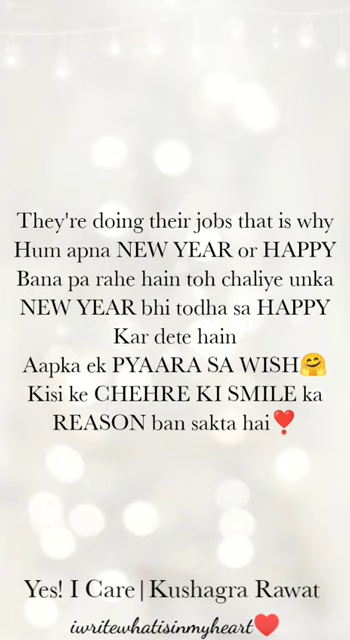 They're doing their jobs that is why
Hum apna NEW YEAR or HAPPY
Bana pa rahe hain toh chaliye unka
NEW YEAR bhi todha sa HAPPY
Kar dete hain
Aapka ek PYAARA SA WISH🤗
Kisi ke CHEHRE KI SMILE ka
REASON ban sakta hai❣️
Yes! I Care|Kushagra Rawat
iwritewhatisinmyheart♥️